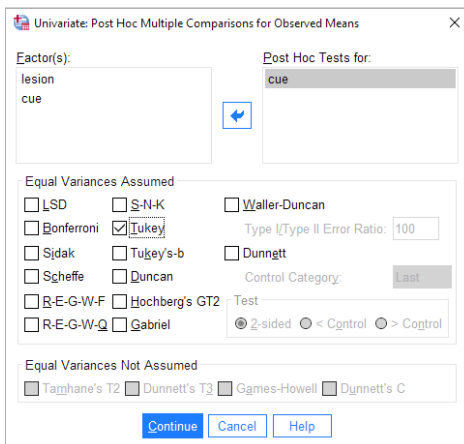 Univariate: Post Hoc Multiple Comparisons for Observed Means
Factor(s): Post Hoc Tests for:
lesion cue
cue
Equal Variances Assumed
LSD S-N-K Waller-Duncan
Bonferroni Tukey Type I/Type II Error Ratio: 100
Sidak Tukey's-b Dunnett
Scheffe Duncan Control Category: Last
R-E-G-W-F Hochberg's GT2 Test
R-E-G-W-Q Gabriel 2-sided < Control > Control
Equal Variances Not Assumed
Tamhane's T2 Dunnett's T3 Games-Howell Dunnett's C
Continue Cancel Help